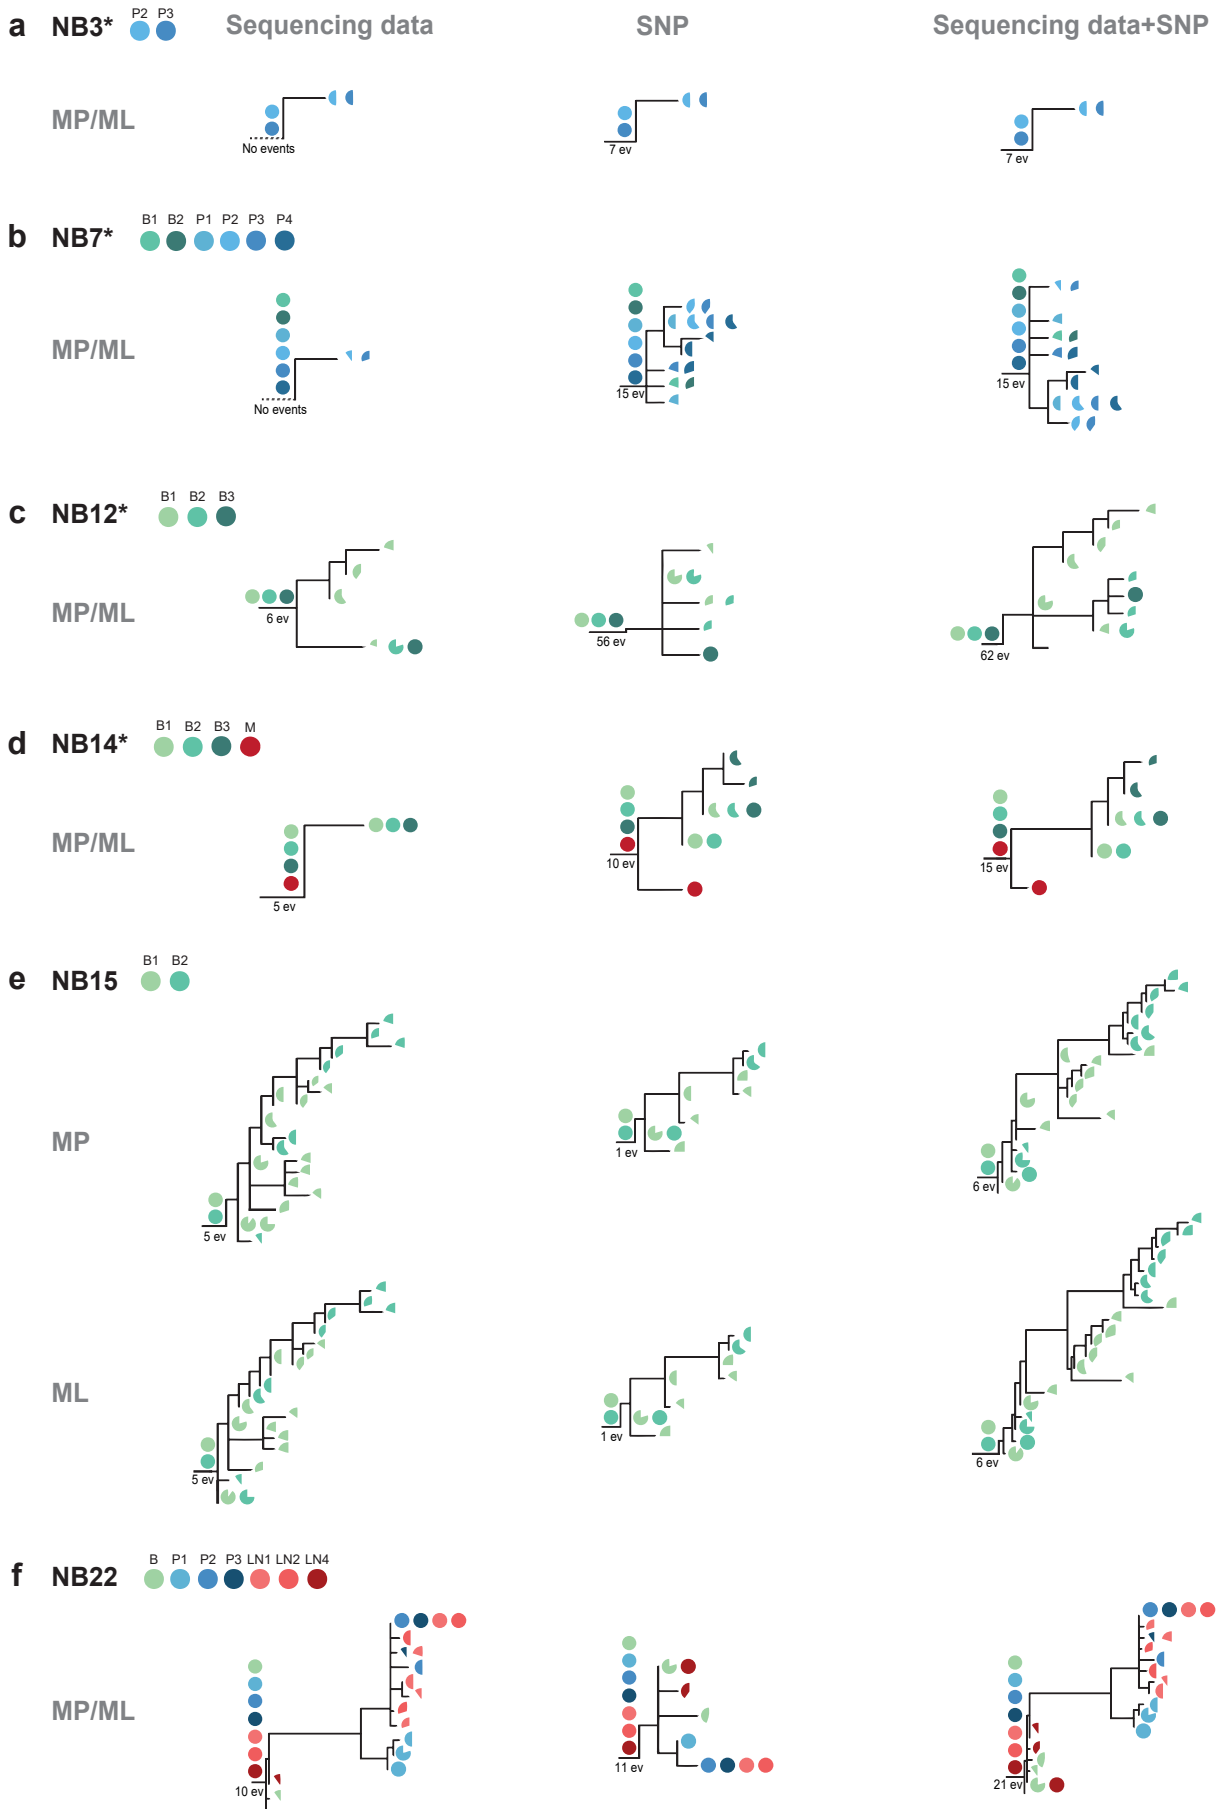 P2 P3
a NB3* Sequencing data SNP Sequencing data+SNP
MP/ML
No events 7 ev 7 ev
B1 B2 P1 P2 P3 P4
b NB7*
MP/ML
No events 15 ev 15 ev
B1 B2 B3
c NB12*
MP/ML
6 ev 56 ev 62 ev
B1 B2 B3 M
d NB14*
MP/ML
5 ev 10 ev 15 ev
B1 B2
e NB15
MP
5 ev 1 ev 6 ev
ML
5 ev 1 ev 6 ev
B P1 P2 P3 LN1 LN2 LN4
f NB22
MP/ML
10 ev 11 ev 21 ev